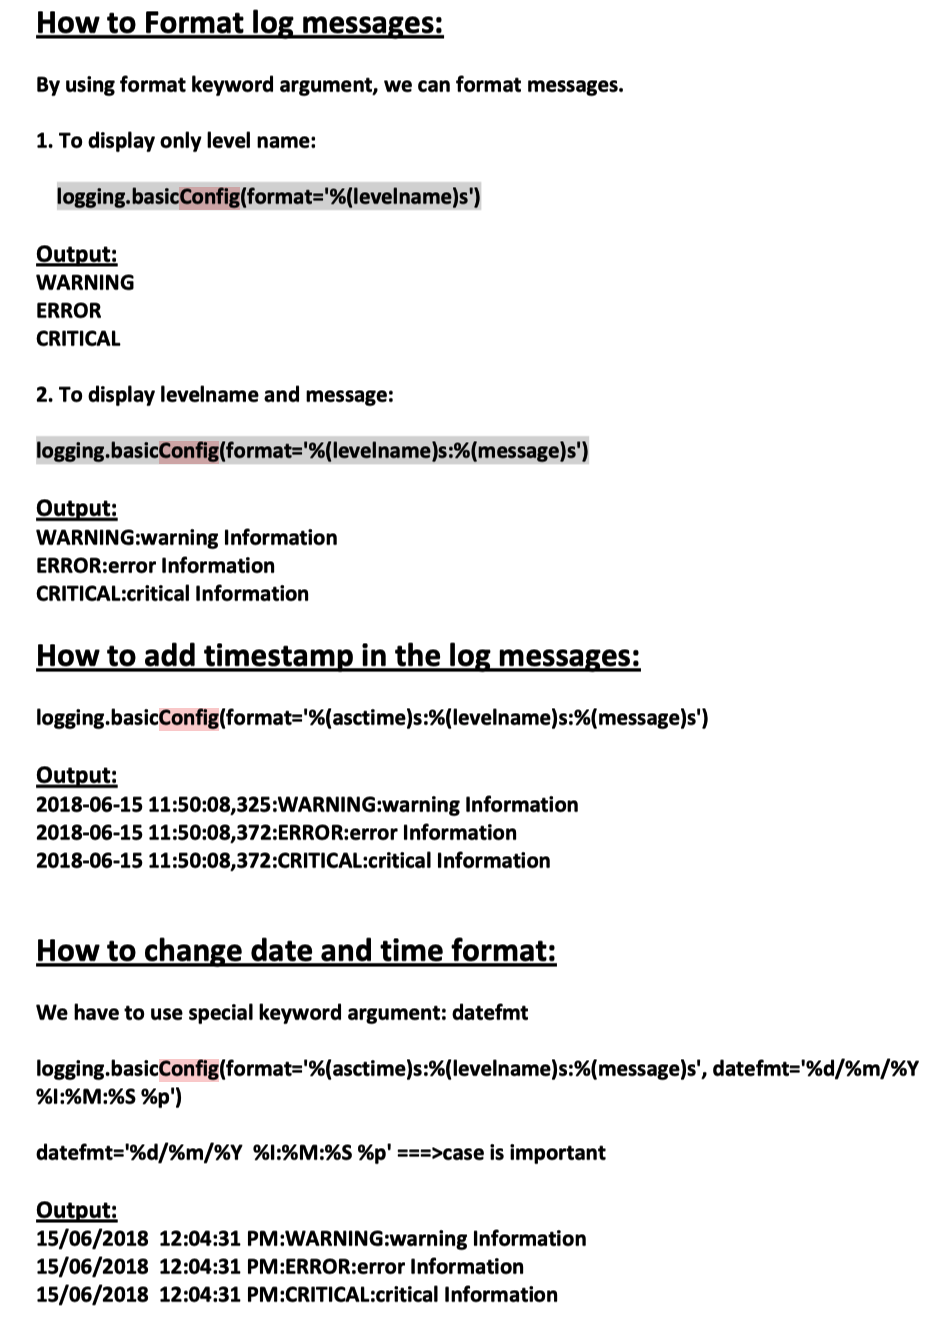 How to Format log messages:
By using format keyword argument, we can format messages.
1. To display only level name:
logging.basicConfig(format='%(levelname)s')
Output:
WARNING
ERROR
CRITICAL
2. To display levelname and message:
logging.basicConfig(format='%(levelname)s:%(message)s')
Output:
WARNING:warning Information
ERROR:error Information
CRITICAL:critical Information
How to add timestamp in the log messages:
logging.basicConfig(format='%(asctime)s:%(levelname)s:%(message)s')
Output:
2018-06-15 11:50:08,325:WARNING:warning Information
2018-06-15 11:50:08,372:ERROR:error Information
2018-06-15 11:50:08,372:CRITICAL:critical Information
How to change date and time format:
We have to use special keyword argument: datefmt
logging.basicConfig(format='%(asctime)s:%(levelname)s:%(message)s', datefmt='%d/%m/%Y
%I:%M:%S %p')
datefmt='%d/%m/%Y  %I:%M:%S %p' ===>case is important
Output:
15/06/2018  12:04:31 PM:WARNING:warning Information
15/06/2018  12:04:31 PM:ERROR:error Information
15/06/2018  12:04:31 PM:CRITICAL:critical Information